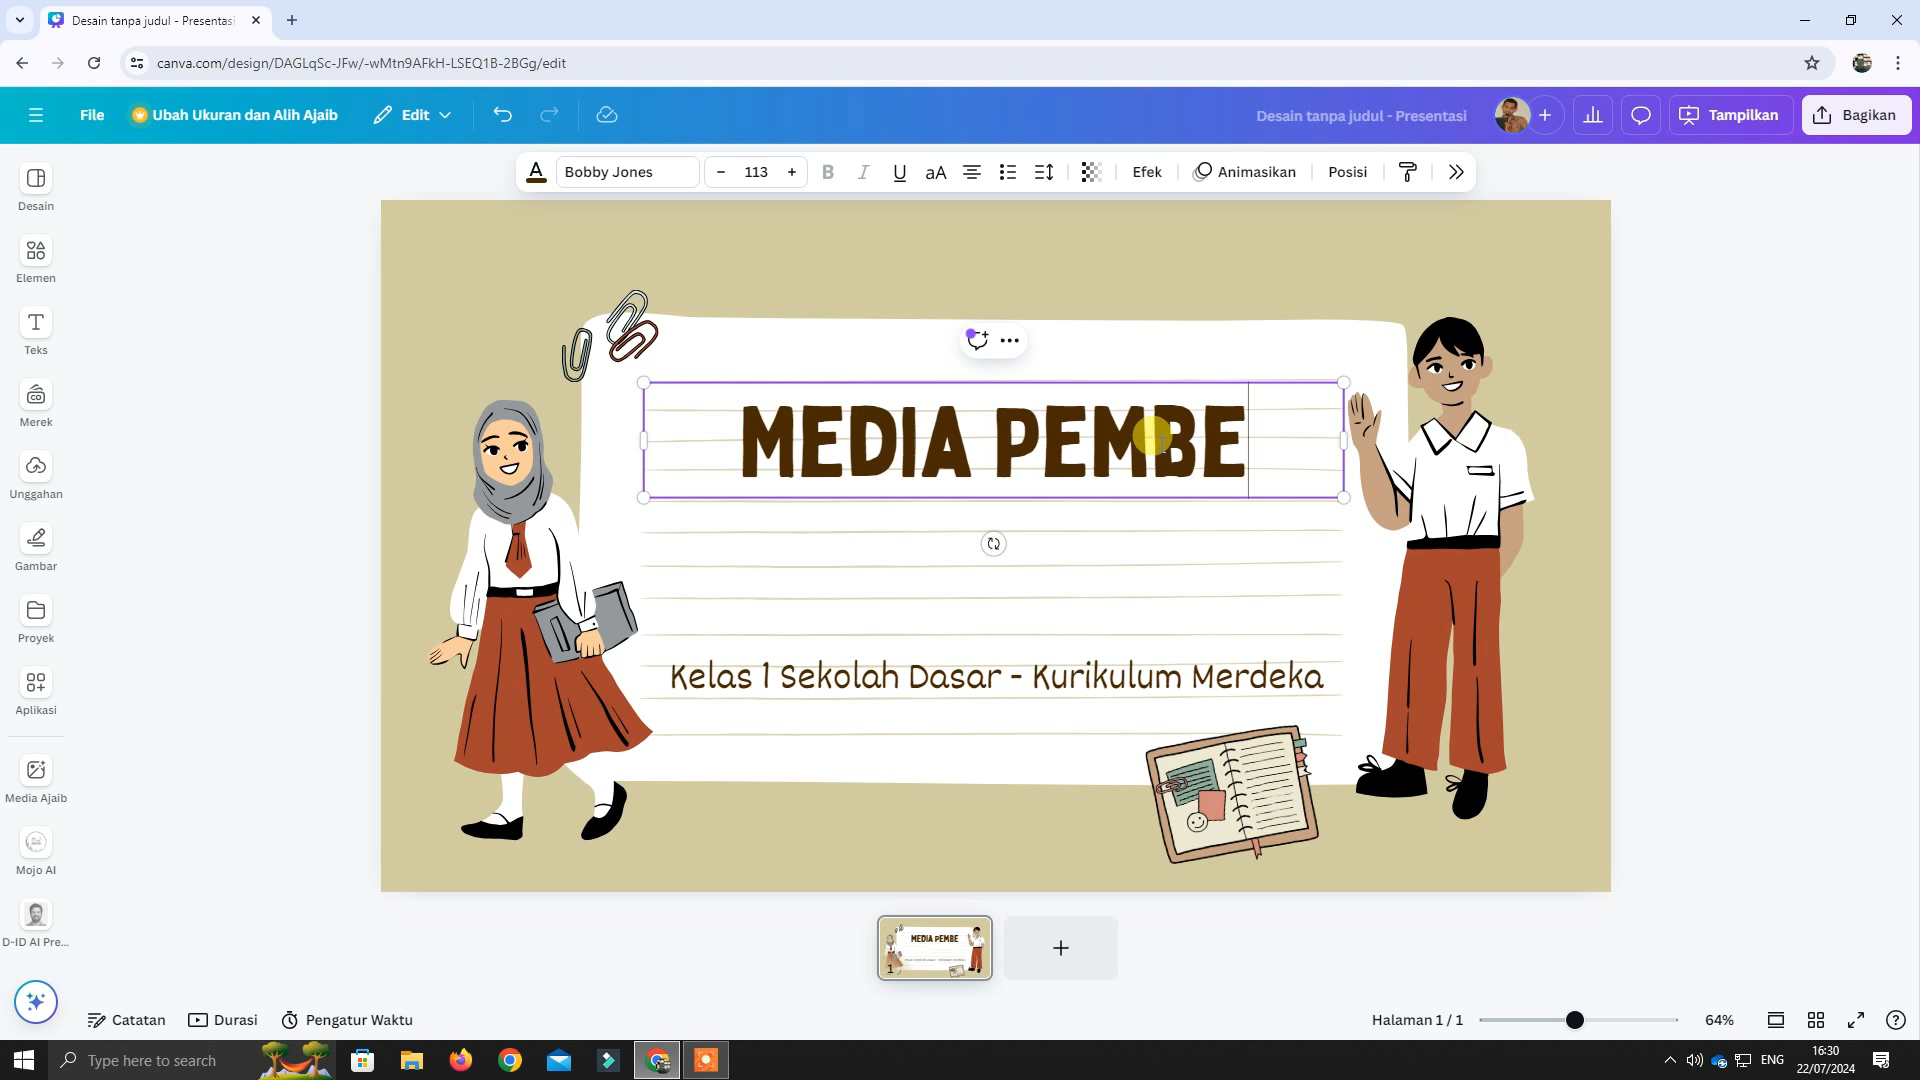 Desain tanpa judul - Presentasi
canva.com/design/DAGLqSc-JFw/-wMtn9AFkH-LSEQ1B-2BGg/edit
File
Ubah Ukuran dan Alih Ajaib
Edit
Desain tanpa judul - Presentasi
Tampilkan
Bagikan
Bobby Jones
113
Efek
Animasikan
Posisi
Desain
Elemen
Teks
Merek
Unggahan
Gambar
Proyek
Aplikasi
Media Ajaib
Mojo AI
D-ID AI Pre...
MEDIA PEMBE
Kelas 1 Sekolah Dasar - Kurikulum Merdeka
MEDIA PEMBE
1
Catatan
Durasi
Pengatur Waktu
Halaman 1 / 1
64%
Type here to search
ENG
16:30
22/07/2024